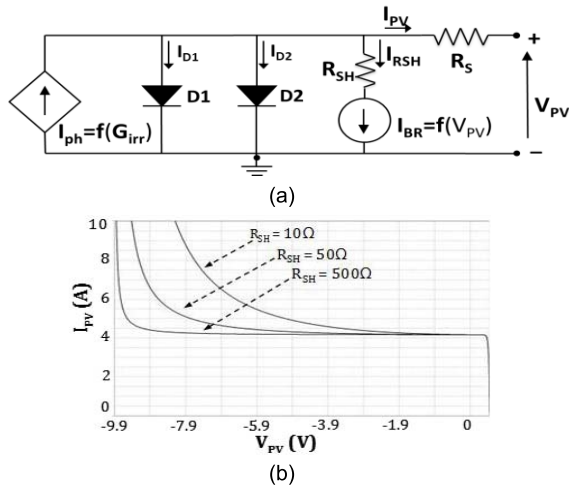 I_PV
I_D1
I_D2
I_RSH
+
R_SH
R_S
D1
D2
V_PV
I_ph=f(G_irr)
I_BR=f(V_PV)
−
(a)
10
8
6
4
2
0
I_PV (A)
R_SH = 10Ω
R_SH = 50Ω
R_SH = 500Ω
-9.9
-7.9
-5.9
-3.9
-1.9
0
V_PV (V)
(b)